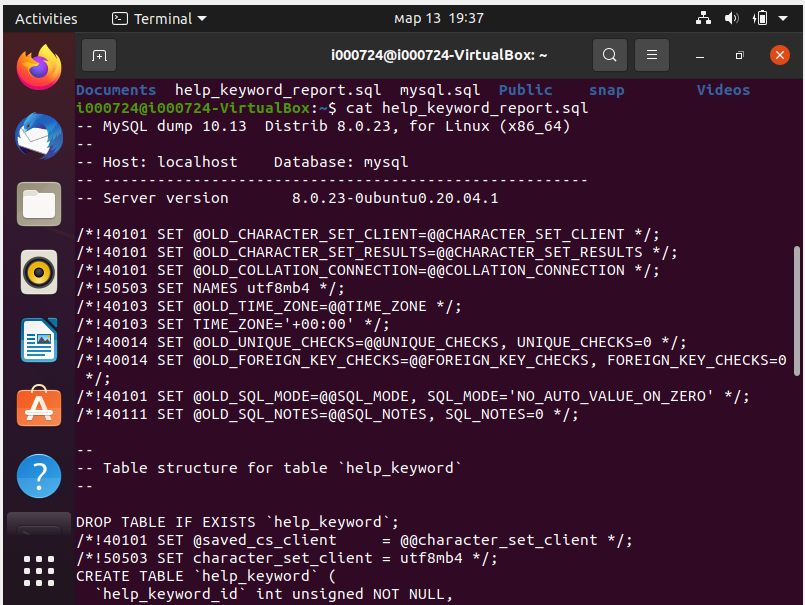 Activities Terminal мар 13 19:37
i000724@i000724-VirtualBox: ~
Documents help_keyword_report.sql mysql.sql Public snap Videos
i000724@i000724-VirtualBox:~$ cat help_keyword_report.sql
-- MySQL dump 10.13  Distrib 8.0.23, for Linux (x86_64)
--
-- Host: localhost    Database: mysql
-- ------------------------------------------------------
-- Server version       8.0.23-0ubuntu0.20.04.1
/*!40101 SET @OLD_CHARACTER_SET_CLIENT=@@CHARACTER_SET_CLIENT */;
/*!40101 SET @OLD_CHARACTER_SET_RESULTS=@@CHARACTER_SET_RESULTS */;
/*!40101 SET @OLD_COLLATION_CONNECTION=@@COLLATION_CONNECTION */;
/*!50503 SET NAMES utf8mb4 */;
/*!40103 SET @OLD_TIME_ZONE=@@TIME_ZONE */;
/*!40103 SET TIME_ZONE='+00:00' */;
/*!40014 SET @OLD_UNIQUE_CHECKS=@@UNIQUE_CHECKS, UNIQUE_CHECKS=0 */;
/*!40014 SET @OLD_FOREIGN_KEY_CHECKS=@@FOREIGN_KEY_CHECKS, FOREIGN_KEY_CHECKS=0
 */;
/*!40101 SET @OLD_SQL_MODE=@@SQL_MODE, SQL_MODE='NO_AUTO_VALUE_ON_ZERO' */;
/*!40111 SET @OLD_SQL_NOTES=@@SQL_NOTES, SQL_NOTES=0 */;
--
-- Table structure for table `help_keyword`
--
DROP TABLE IF EXISTS `help_keyword`;
/*!40101 SET @saved_cs_client     = @@character_set_client */;
/*!50503 SET character_set_client = utf8mb4 */;
CREATE TABLE `help_keyword` (
  `help_keyword_id` int unsigned NOT NULL,